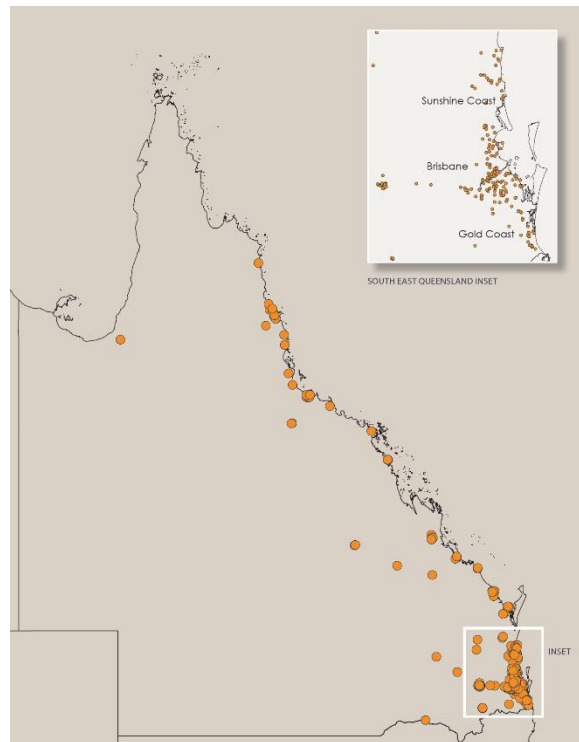 Sunshine Coast
Brisbane
Gold Coast
SOUTH EAST QUEENSLAND INSET
INSET